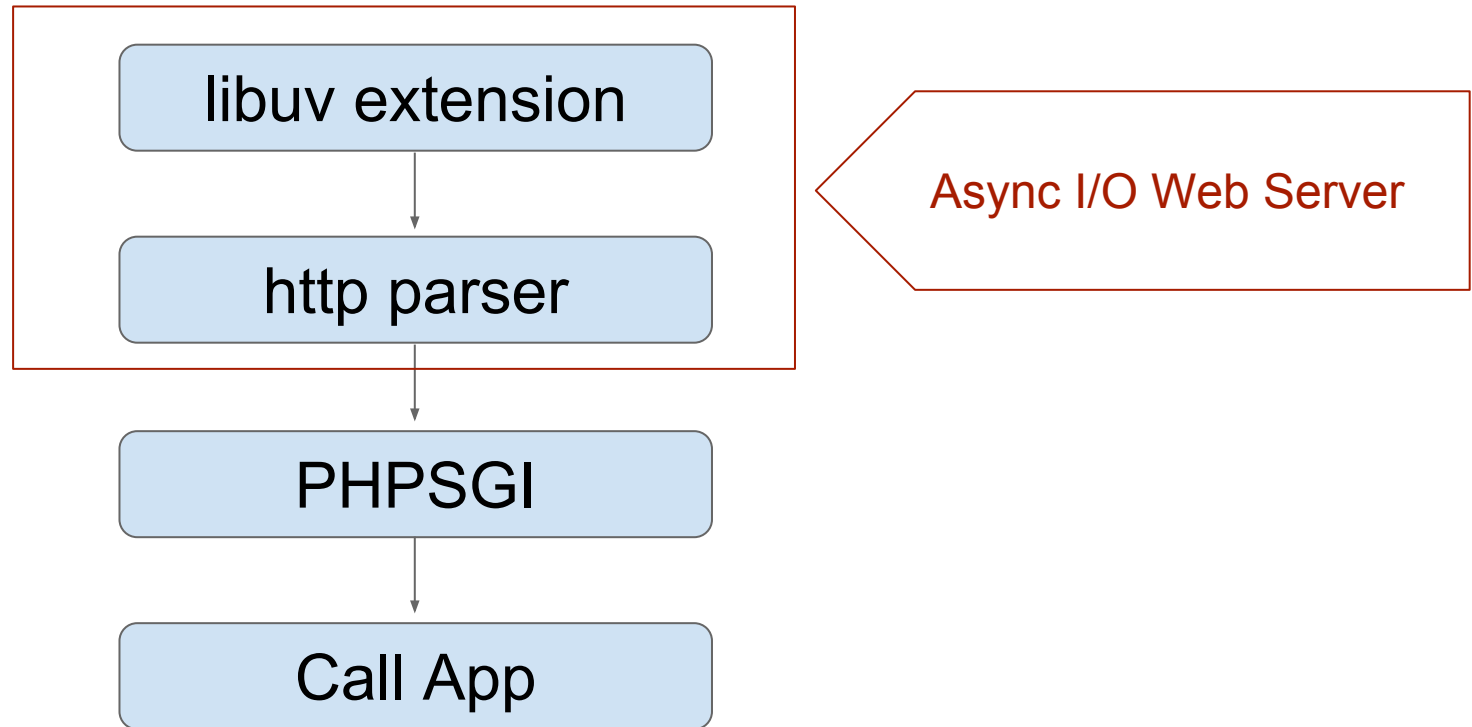 libuv extension
Async I/O Web Server
http parser
PHPSGI
Call App